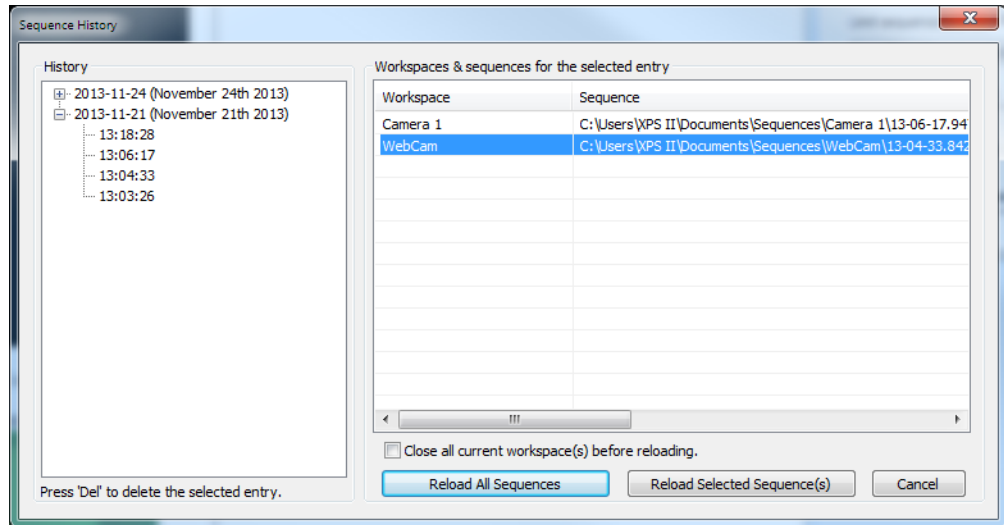 Sequence History
History
2013-11-24 (November 24th 2013)
2013-11-21 (November 21th 2013)
13:18:28
13:06:17
13:04:33
13:03:26
Press 'Del' to delete the selected entry.
Workspaces & sequences for the selected entry
Workspace Sequence
Camera 1 C:\Users\XPS II\Documents\Sequences\Camera 1\13-06-17.94
WebCam C:\Users\XPS II\Documents\Sequences\WebCam\13-04-33.842
Close all current workspace(s) before reloading.
Reload All Sequences Reload Selected Sequence(s) Cancel